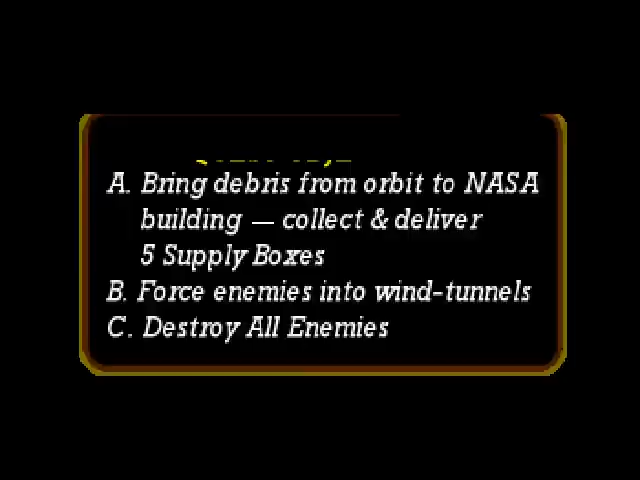 A. Bring debris from orbit to NASA
building — collect & deliver
5 Supply Boxes
B. Force enemies into wind-tunnels
C. Destroy All Enemies